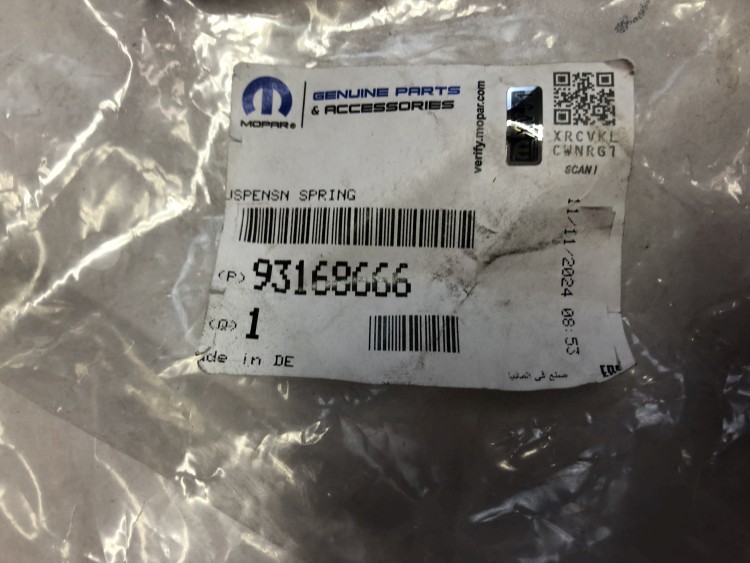 MOPAR®
GENUINE PARTS
& ACCESSORIES
verify.mopar.com
XRCVKL
CWNRG7
SCAN!
USPENSN SPRING
11/11/2024 08:53
(P) 93168666
(Q) 1
ade in DE
صنع في المانيا